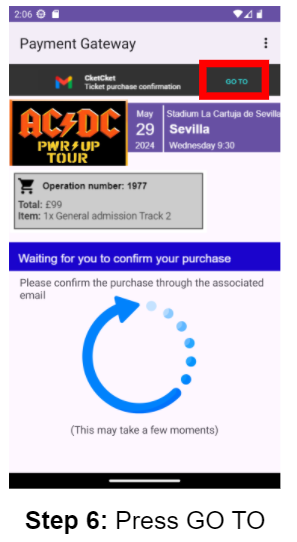 2:06
Payment Gateway
CketCket
Ticket purchase confirmation
GO TO
AC⚡DC
PWR⚡UP
TOUR
May
29
2024
Stadium La Cartuja de Sevilla
Sevilla
Wednesday 9:30
Operation number: 1977
Total: £99
Item: 1x General admission Track 2
Waiting for you to confirm your purchase
Please confirm the purchase through the associated
email
(This may take a few moments)
Step 6: Press GO TO